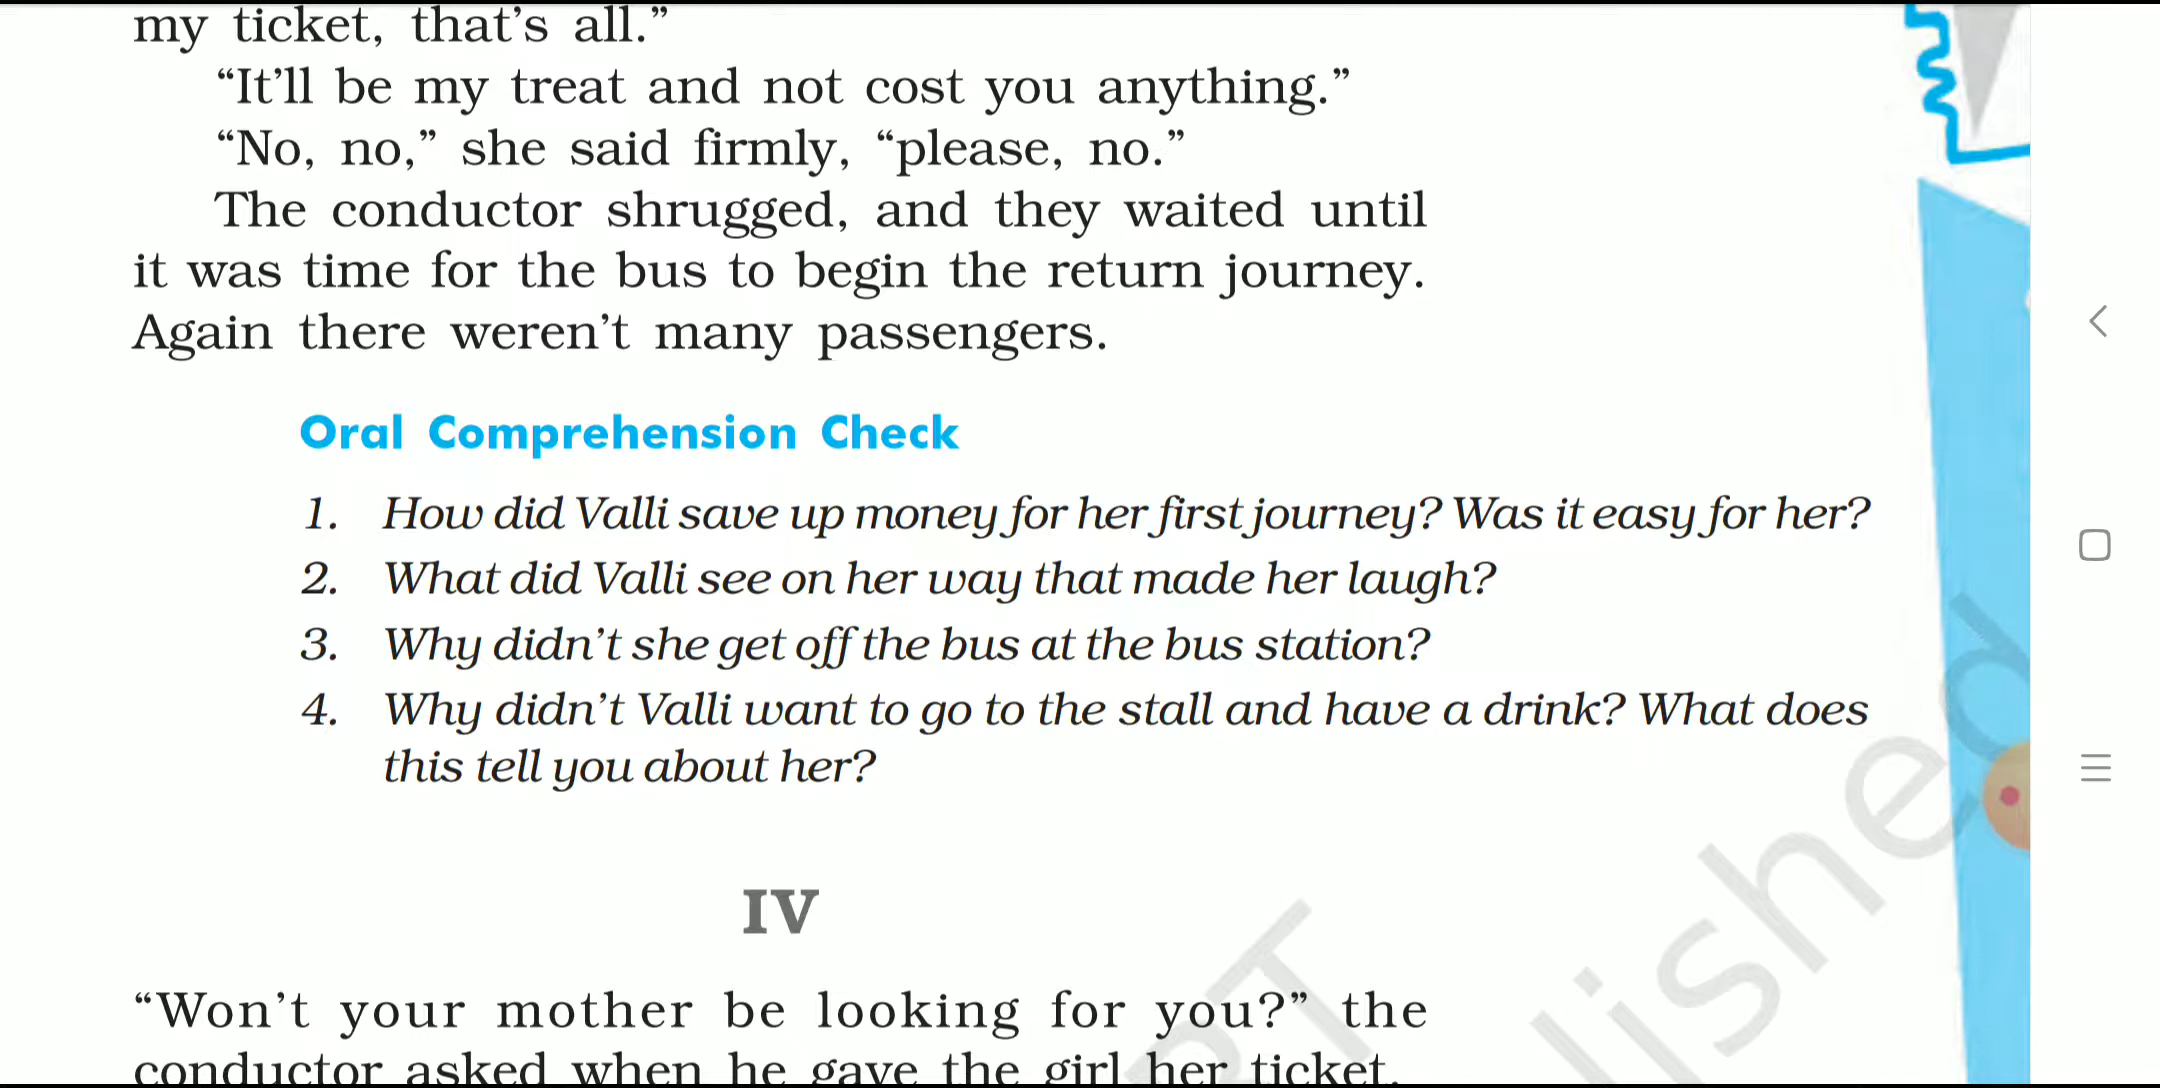 my ticket, that’s all.”
“It’ll be my treat and not cost you anything.”
“No, no,” she said firmly, “please, no.”
The conductor shrugged, and they waited until
it was time for the bus to begin the return journey.
Again there weren’t many passengers.
Oral Comprehension Check
1. How did Valli save up money for her first journey? Was it easy for her?
2. What did Valli see on her way that made her laugh?
3. Why didn’t she get off the bus at the bus station?
4. Why didn’t Valli want to go to the stall and have a drink? What does
this tell you about her?
IV
“Won’t your mother be looking for you?” the
conductor asked when he gave the girl her ticket.